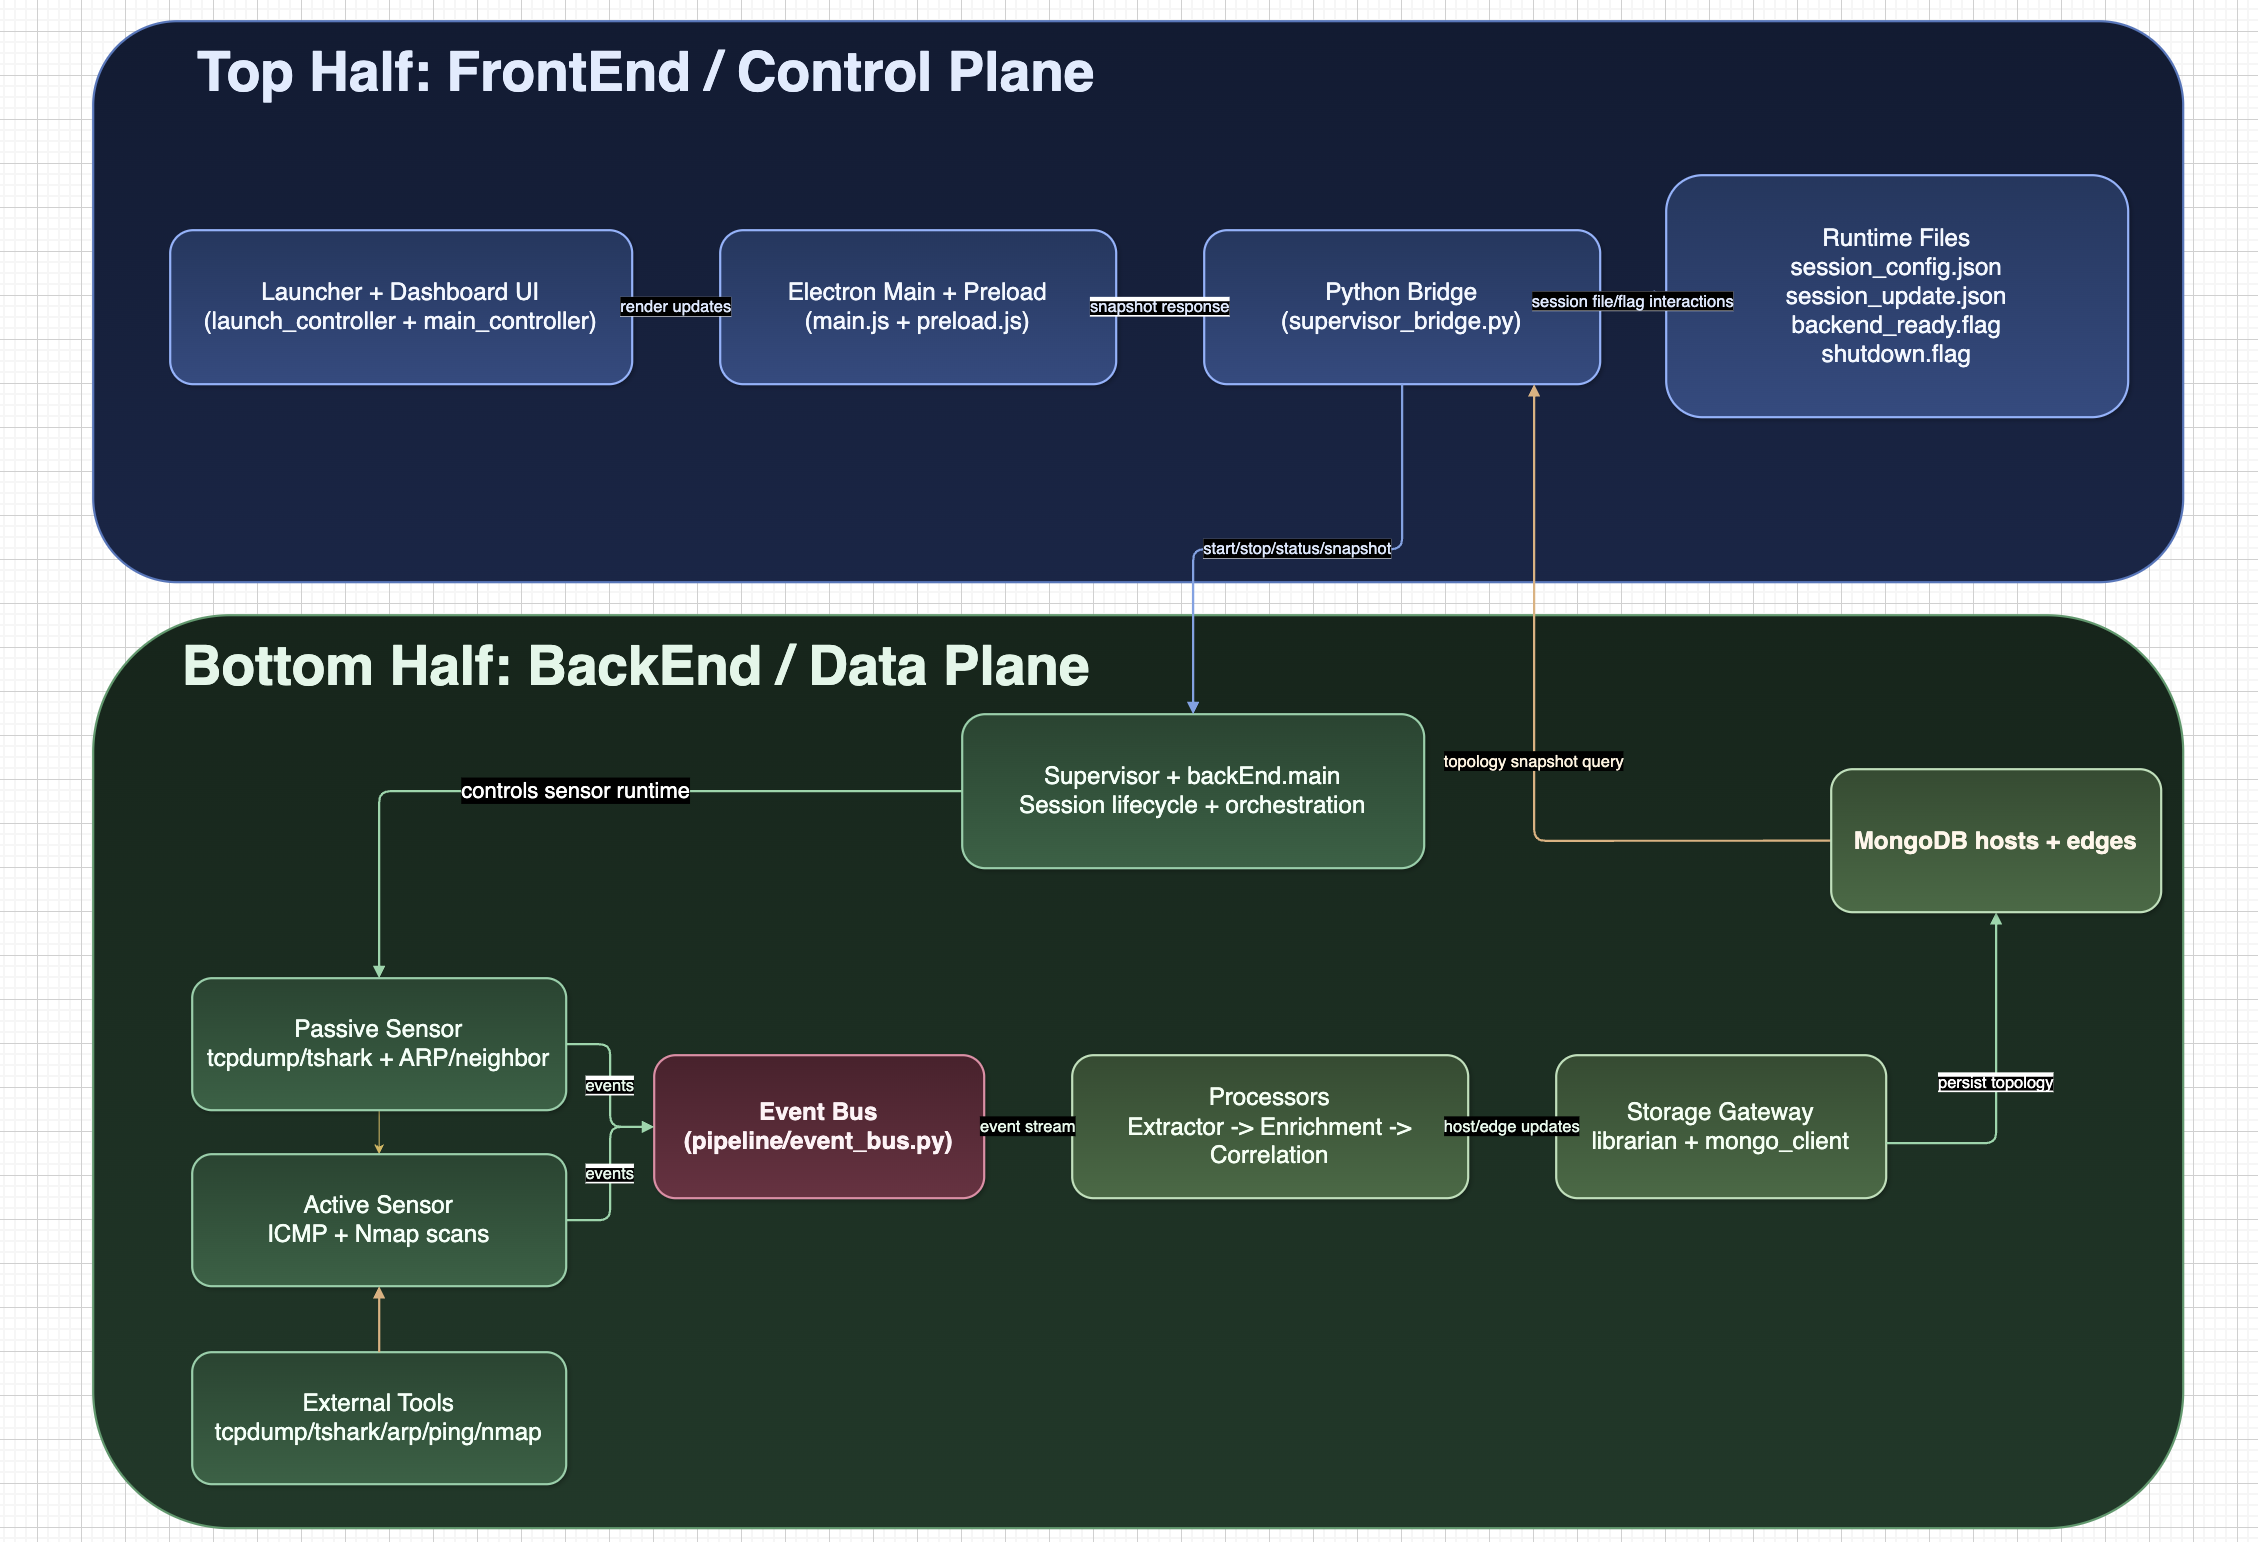 Top Half: FrontEnd / Control Plane
Launcher + Dashboard UI
(launch_controller + main_controller)
render updates
Electron Main + Preload
(main.js + preload.js)
snapshot response
Python Bridge
(supervisor_bridge.py)
session file/flag interactions
Runtime Files
session_config.json
session_update.json
backend_ready.flag
shutdown.flag
start/stop/status/snapshot
Bottom Half: BackEnd / Data Plane
Supervisor + backEnd.main
Session lifecycle + orchestration
controls sensor runtime
topology snapshot query
MongoDB hosts + edges
Passive Sensor
tcpdump/tshark + ARP/neighbor
events
Active Sensor
ICMP + Nmap scans
events
External Tools
tcpdump/tshark/arp/ping/nmap
Event Bus
(pipeline/event_bus.py)
event stream
Processors
Extractor -> Enrichment ->
Correlation
host/edge updates
Storage Gateway
librarian + mongo_client
persist topology